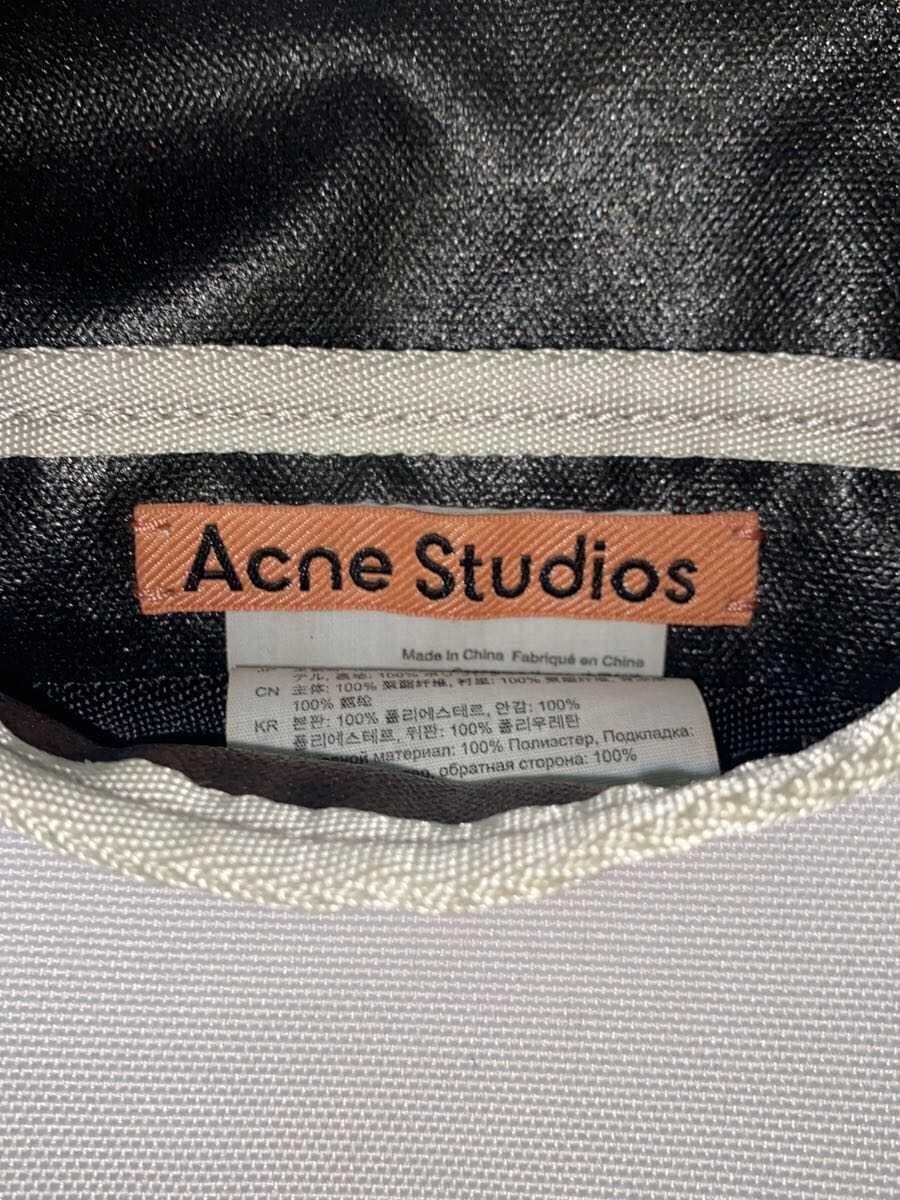 Acne Studios
Made in China Fabriqué en China
CN 主体: 100% 聚酯纤维, 衬里: 100% 聚酯纤维,
100%
KR 본판: 100% 폴리에스테르, 안감: 100%
폴리에스테르, 뒤판: 100% 폴리우레탄
материал: 100% Полиэстер, Подкладка:
обратная сторона: 100%